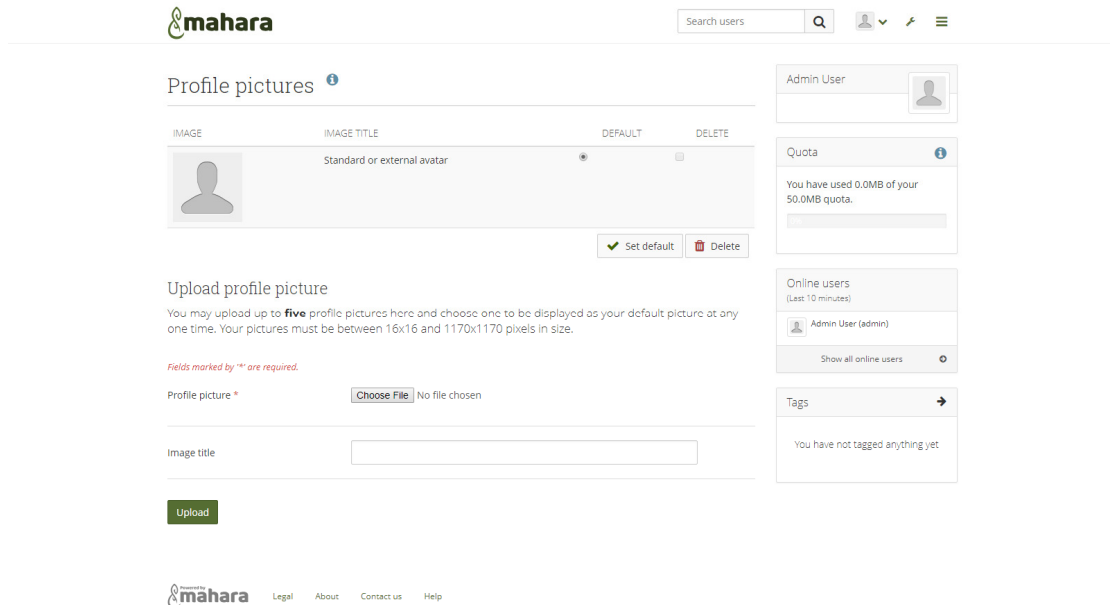 mahara
Search users
Profile pictures
IMAGE IMAGE TITLE DEFAULT DELETE
Standard or external avatar
Set default Delete
Upload profile picture
You may upload up to five profile pictures here and choose one to be displayed as your default picture at any
one time. Your pictures must be between 16x16 and 1170x1170 pixels in size.
Fields marked by '*' are required.
Profile picture * Choose File No file chosen
Image title
Upload
Admin User
Quota
You have used 0.0MB of your
50.0MB quota.
Online users
(Last 10 minutes)
Admin User (admin)
Show all online users
Tags
You have not tagged anything yet
Powered by
mahara Legal About Contact us Help